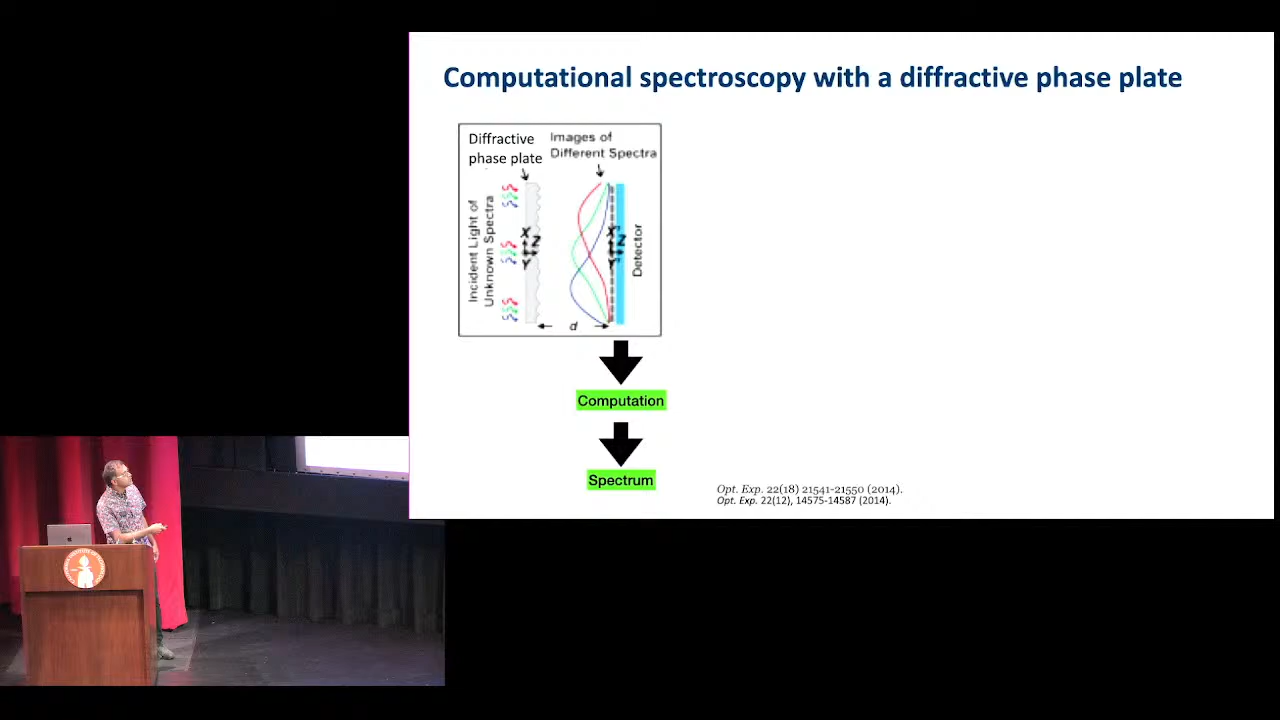 Computational spectroscopy with a diffractive phase plate
Diffractive
phase plate
Images of
Different Spectra
Incident Light of
Unknown Spectra
X
Z
Y
X
Z
Y
Detector
d
Computation
Spectrum
Opt. Exp. 22(18) 21541-21550 (2014).
Opt. Exp. 22(12), 14575-14587 (2014).